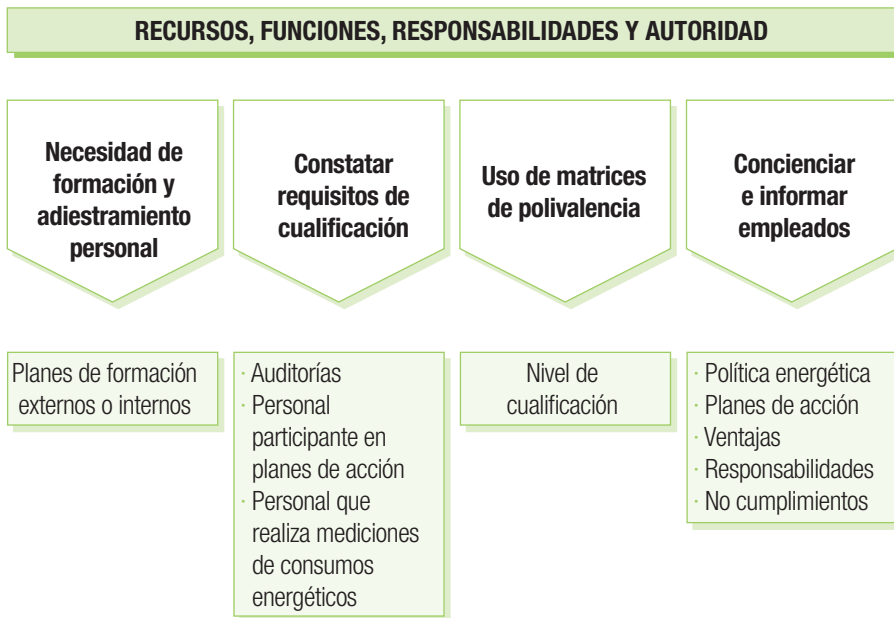 RECURSOS, FUNCIONES, RESPONSABILIDADES Y AUTORIDAD
Necesidad de
formación y
adiestramiento
personal
Constatar
requisitos de
cualificación
Uso de matrices
de polivalencia
Concienciar
e informar
empleados
Planes de formación
externos o internos
· Auditorías
· Personal
participante en
planes de acción
· Personal que
realiza mediciones
de consumos
energéticos
Nivel de
cualificación
· Política energética
· Planes de acción
· Ventajas
· Responsabilidades
· No cumplimientos